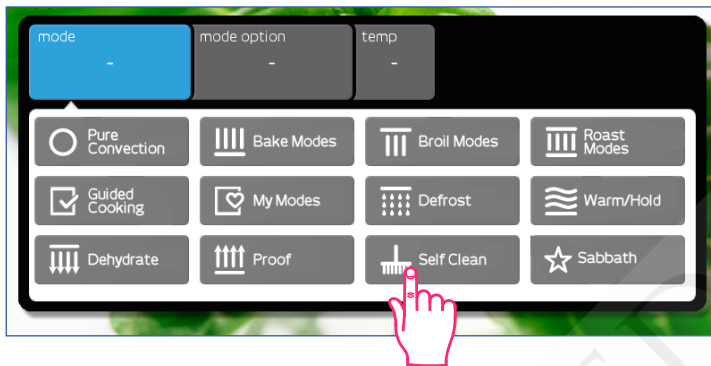 mode
mode option
temp
-
-
-
Pure
Convection
Bake Modes
Broil Modes
Roast
Modes
Guided
Cooking
My Modes
Defrost
Warm/Hold
Dehydrate
Proof
Self Clean
Sabbath